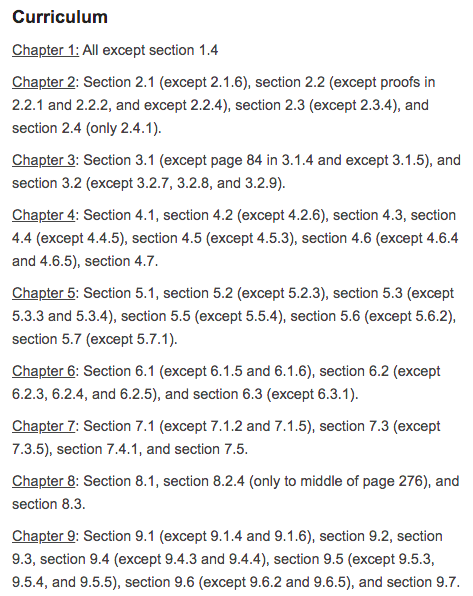 Curriculum
Chapter 1: All except section 1.4
Chapter 2: Section 2.1 (except 2.1.6), section 2.2 (except proofs in
2.2.1 and 2.2.2, and except 2.2.4), section 2.3 (except 2.3.4), and
section 2.4 (only 2.4.1).
Chapter 3: Section 3.1 (except page 84 in 3.1.4 and except 3.1.5), and
section 3.2 (except 3.2.7, 3.2.8, and 3.2.9).
Chapter 4: Section 4.1, section 4.2 (except 4.2.6), section 4.3, section
4.4 (except 4.4.5), section 4.5 (except 4.5.3), section 4.6 (except 4.6.4
and 4.6.5), section 4.7.
Chapter 5: Section 5.1, section 5.2 (except 5.2.3), section 5.3 (except
5.3.3 and 5.3.4), section 5.5 (except 5.5.4), section 5.6 (except 5.6.2),
section 5.7 (except 5.7.1).
Chapter 6: Section 6.1 (except 6.1.5 and 6.1.6), section 6.2 (except
6.2.3, 6.2.4, and 6.2.5), and section 6.3 (except 6.3.1).
Chapter 7: Section 7.1 (except 7.1.2 and 7.1.5), section 7.3 (except
7.3.5), section 7.4.1, and section 7.5.
Chapter 8: Section 8.1, section 8.2.4 (only to middle of page 276), and
section 8.3.
Chapter 9: Section 9.1 (except 9.1.4 and 9.1.6), section 9.2, section
9.3, section 9.4 (except 9.4.3 and 9.4.4), section 9.5 (except 9.5.3,
9.5.4, and 9.5.5), section 9.6 (except 9.6.2 and 9.6.5), and section 9.7.